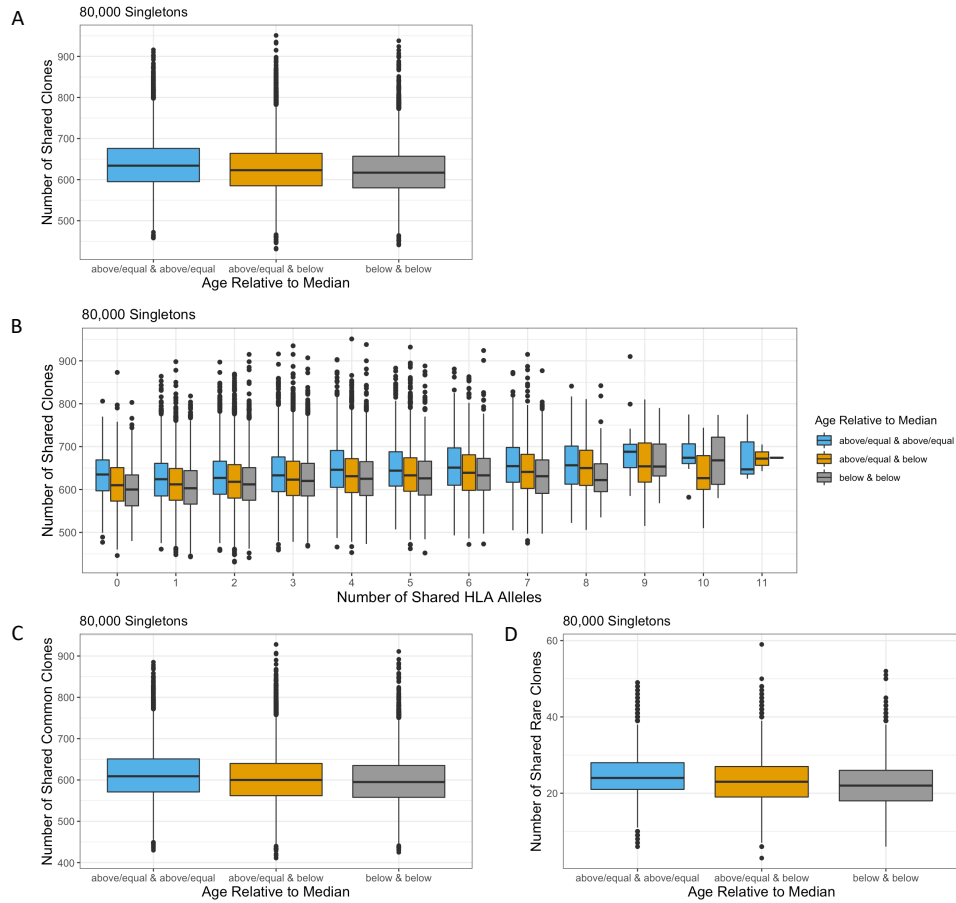 A
80,000 Singletons
Number of Shared Clones
900
800
700
600
500
above/equal & above/equal
above/equal & below
below & below
Age Relative to Median
B
80,000 Singletons
Number of Shared Clones
900
800
700
600
500
0 1 2 3 4 5 6 7 8 9 10 11
Number of Shared HLA Alleles
Age Relative to Median
above/equal & above/equal
above/equal & below
below & below
C
80,000 Singletons
Number of Shared Common Clones
900
800
700
600
500
400
above/equal & above/equal
above/equal & below
below & below
Age Relative to Median
D
80,000 Singletons
Number of Shared Rare Clones
60
40
20
above/equal & above/equal
above/equal & below
below & below
Age Relative to Median